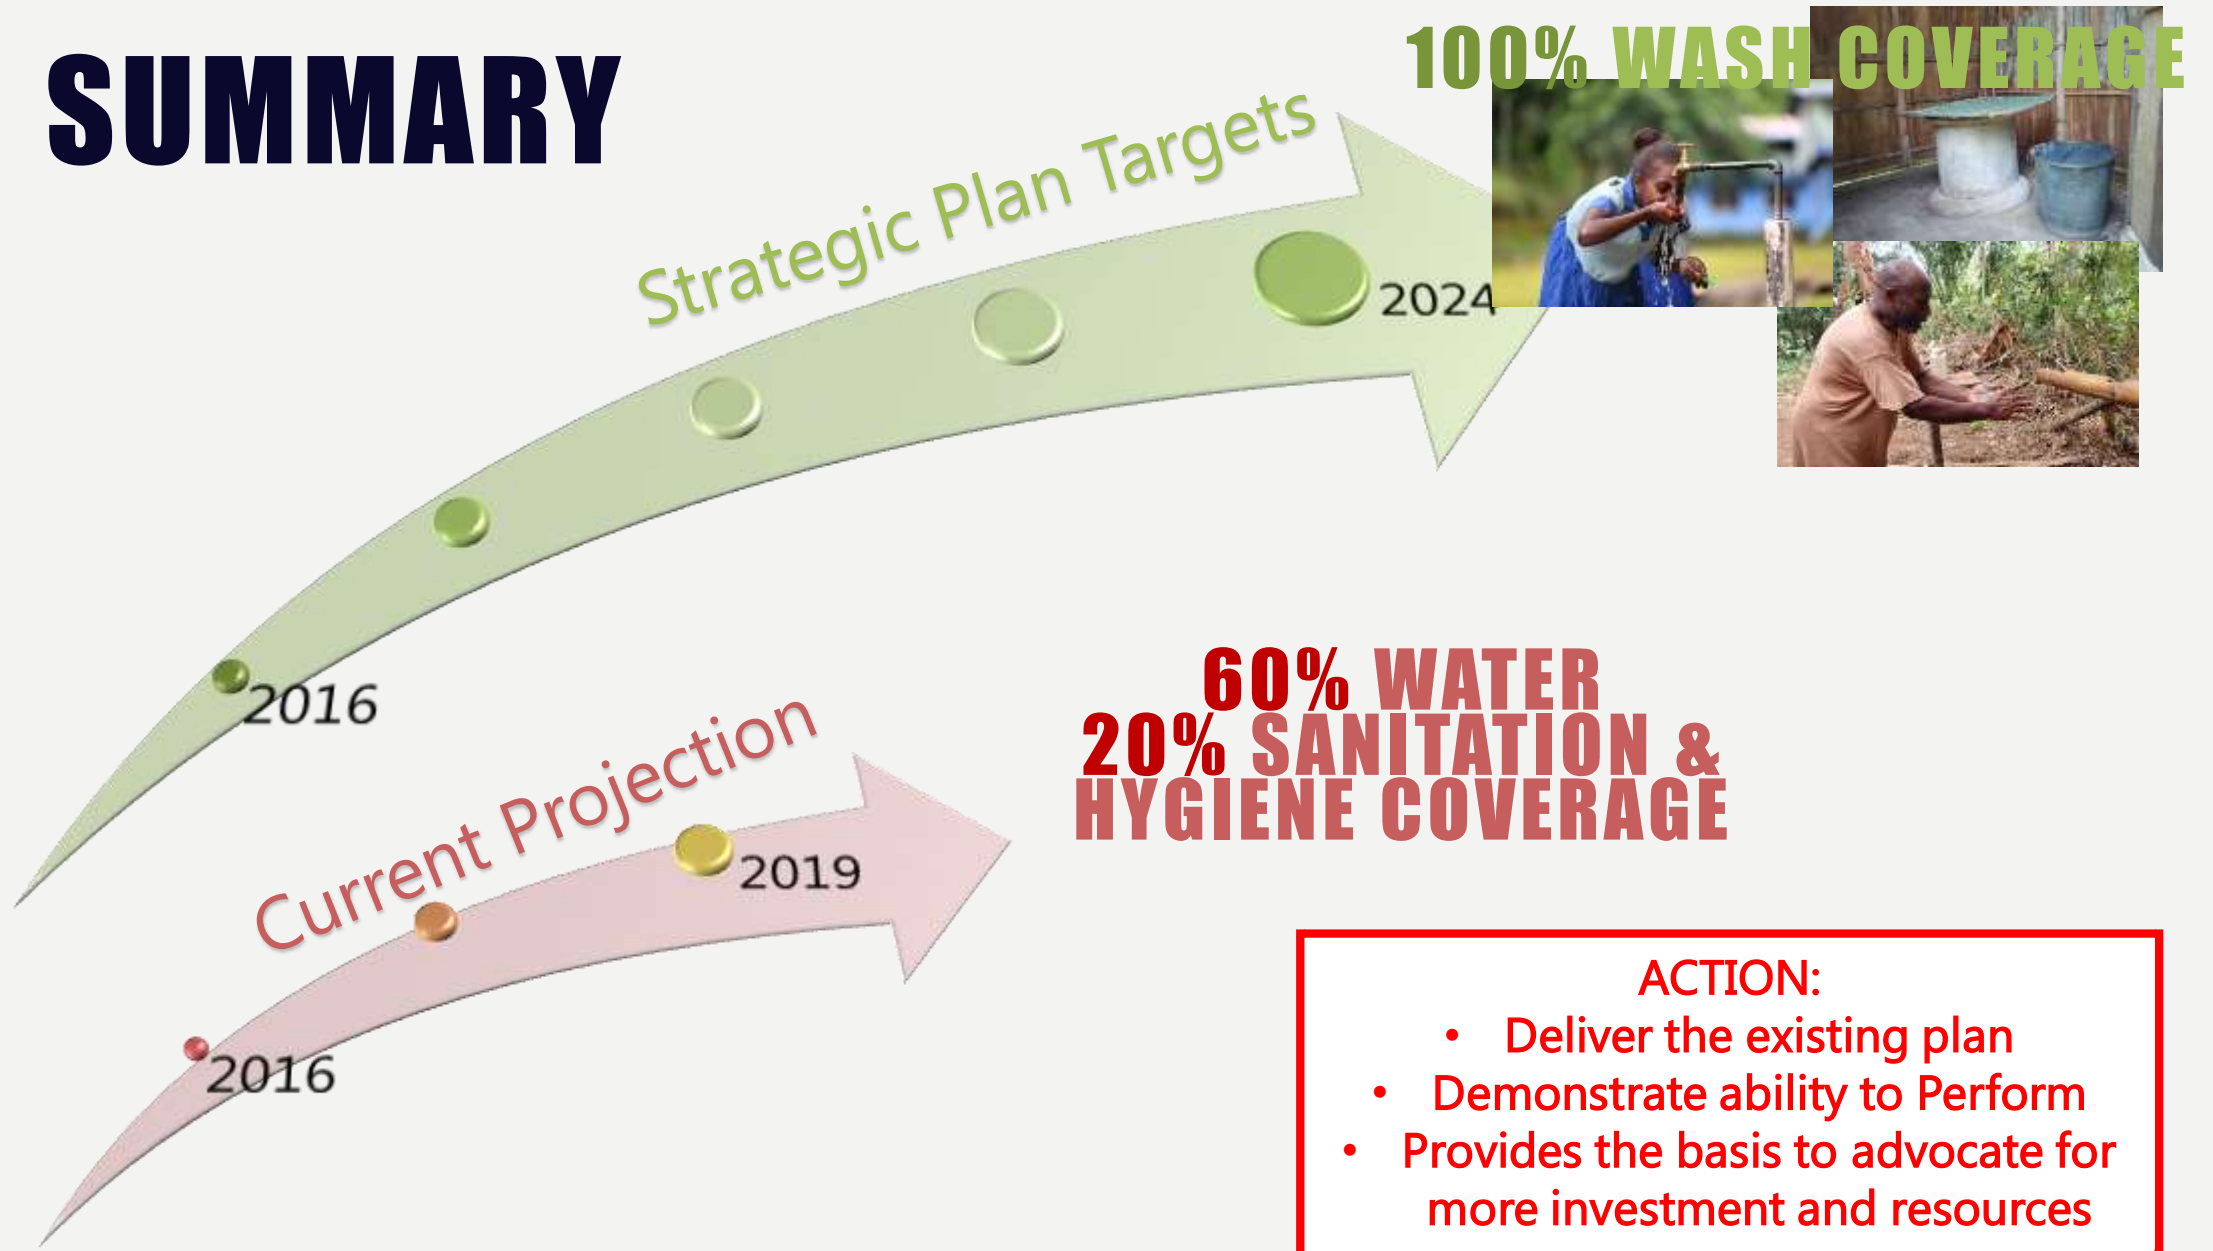 SUMMARY
100% WASH COVERAGE
Strategic Plan Targets
2024
2016
Current Projection
2019
2016
60% WATER
20% SANITATION &
HYGIENE COVERAGE
ACTION:
• Deliver the existing plan
• Demonstrate ability to Perform
• Provides the basis to advocate for
more investment and resources